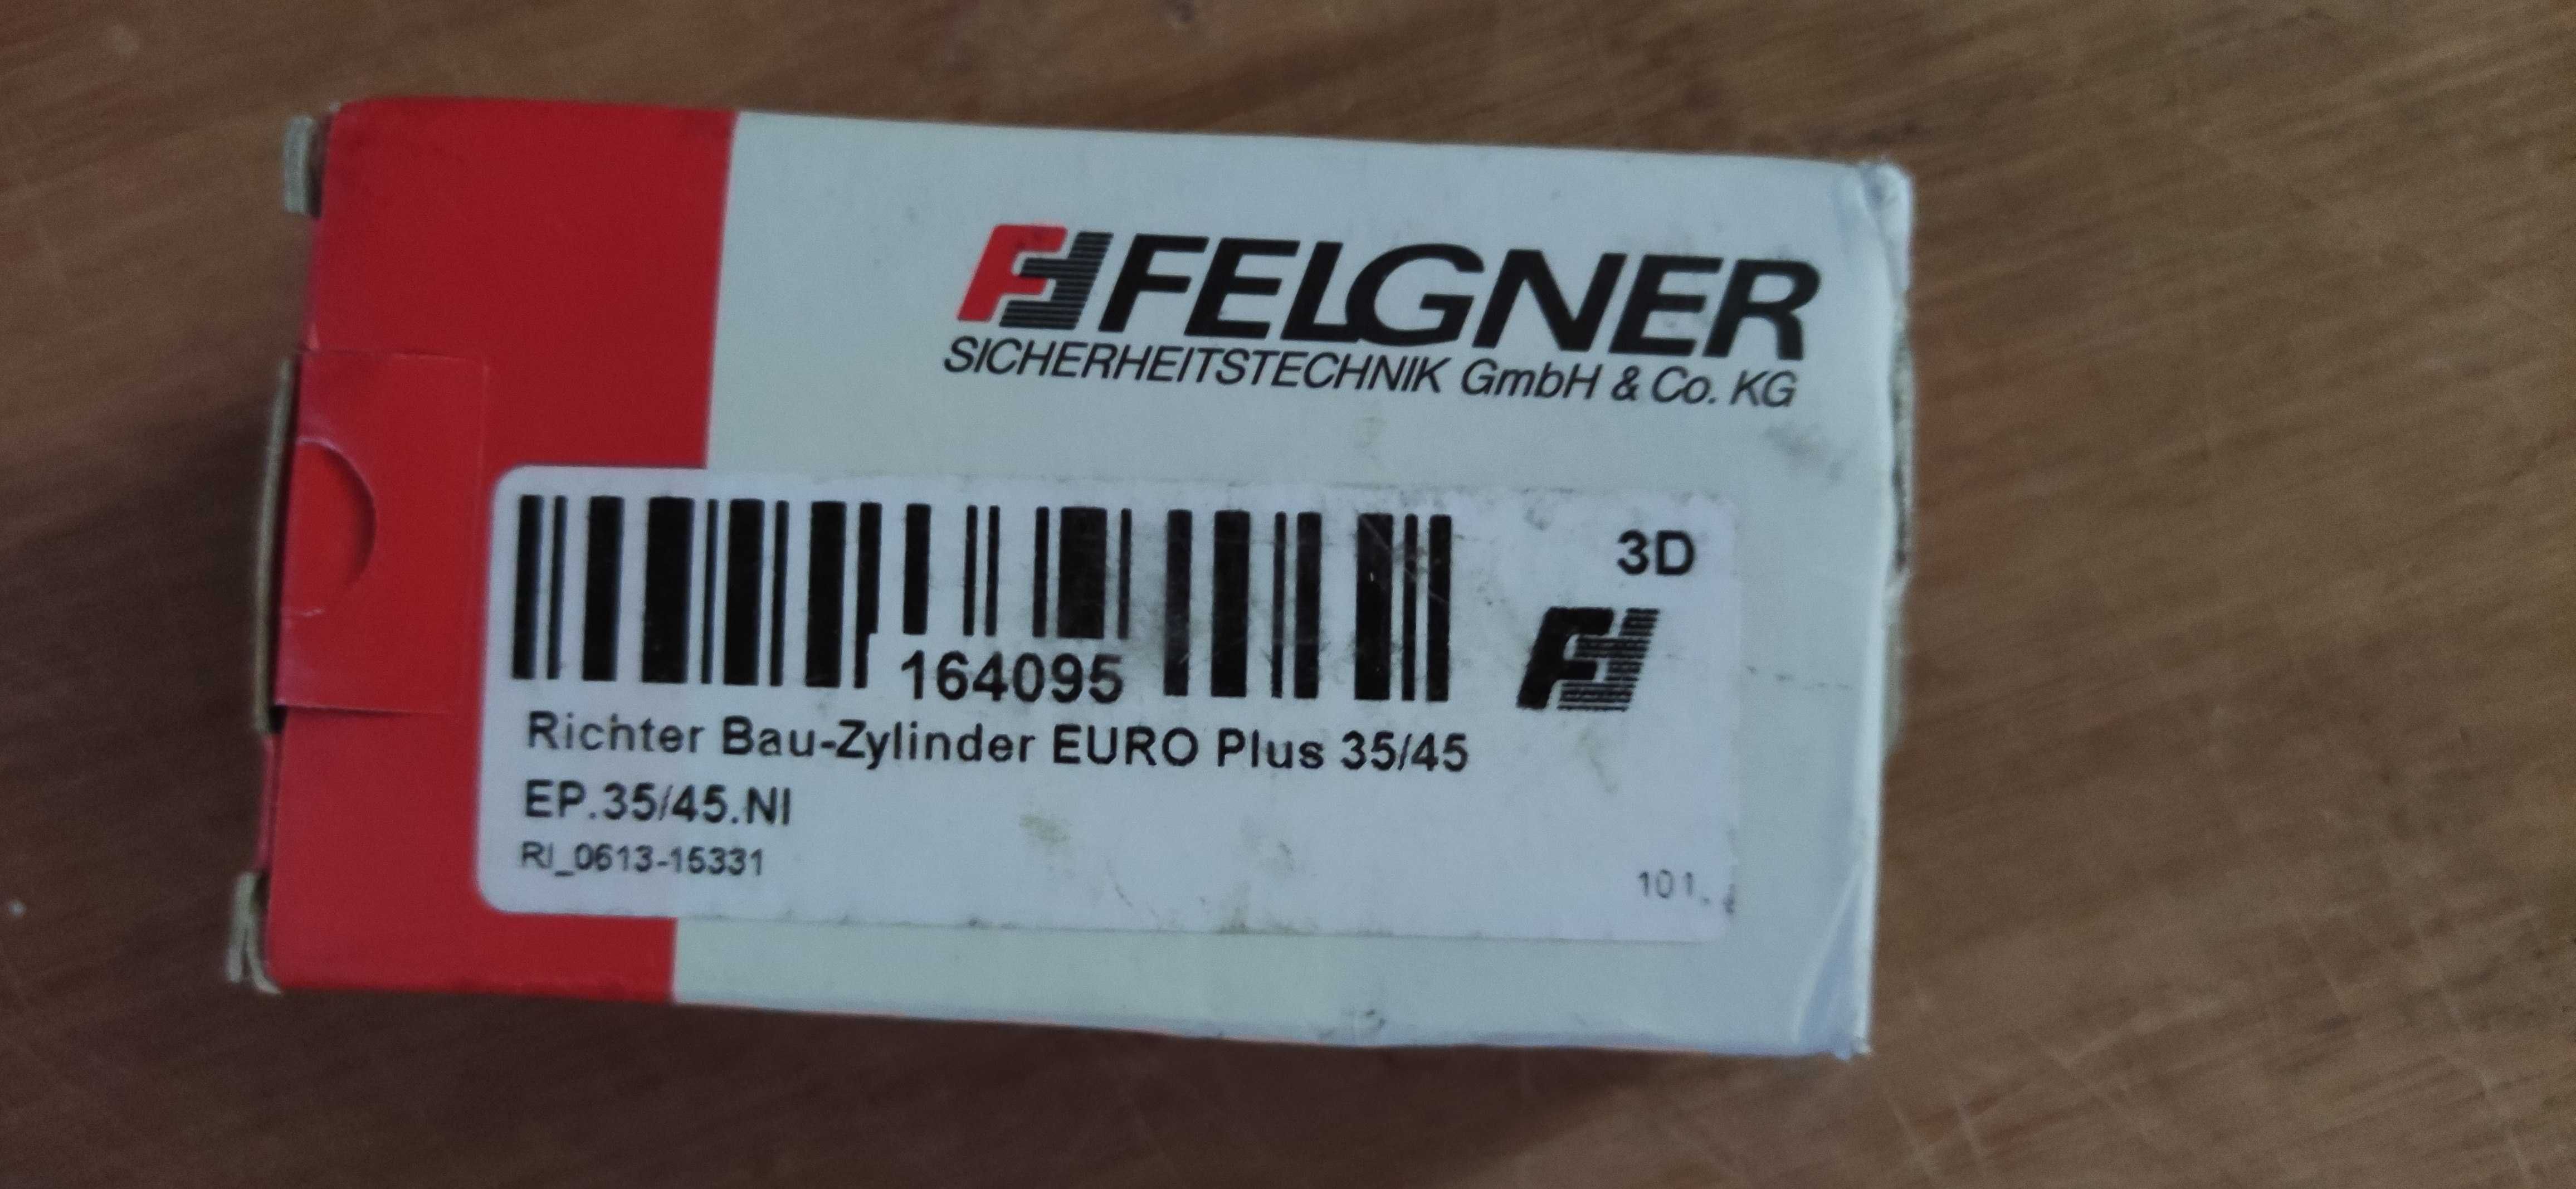 FELGNER
SICHERHEITSTECHNIK GmbH & Co. KG
3D
164095
Richter Bau-Zylinder EURO Plus 35/45
EP.35/45.NI
RI_0613-15331
101